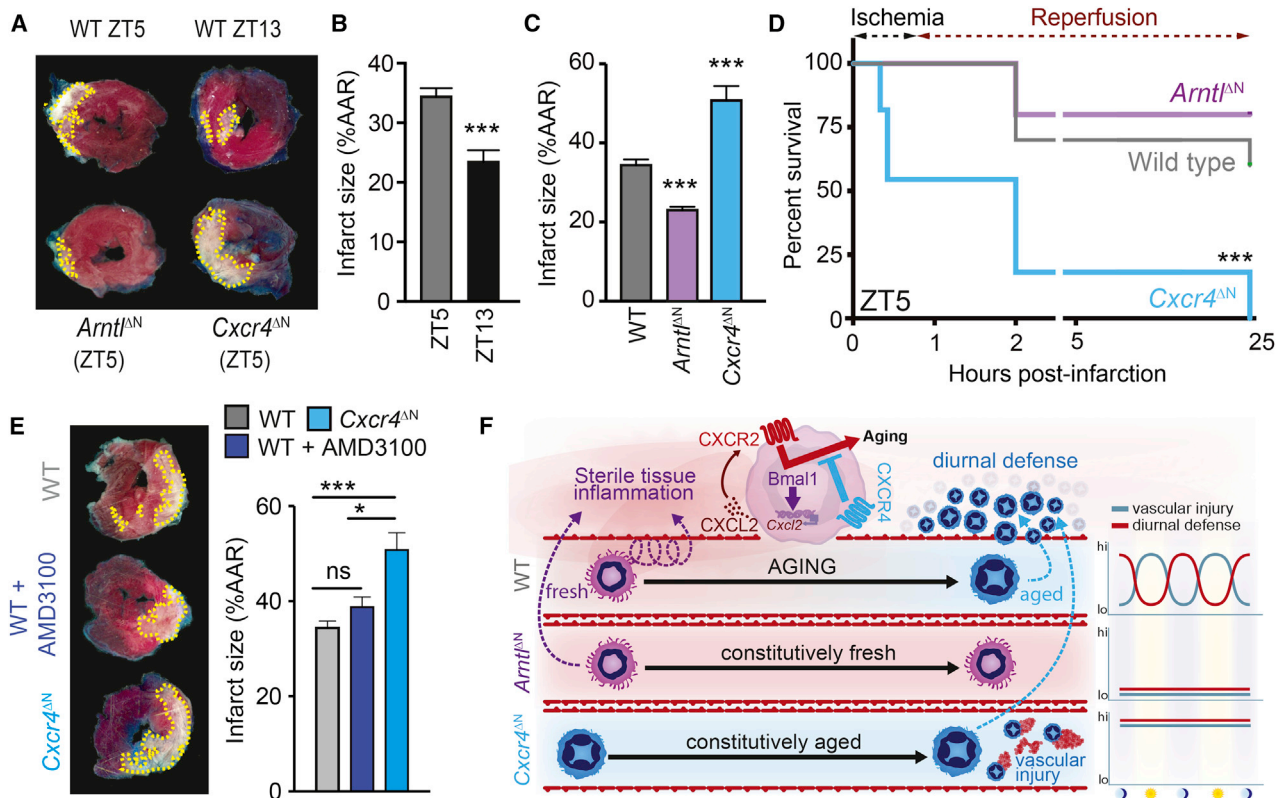 A
WT ZT5 WT ZT13
Arntl^ΔN Cxcr4^ΔN
(ZT5) (ZT5)
B
Infarct size (%AAR)
40
30
20
10
0
***
ZT5 ZT13
C
Infarct size (%AAR)
60
40
20
0
*** ***
WT Arntl^ΔN Cxcr4^ΔN
D
Ischemia Reperfusion
Percent survival
100
75
50
25
0
Arntl^ΔN
Wild type
***
Cxcr4^ΔN
ZT5
0 1 2 5 25
Hours post-infarction
E
WT
WT +
AMD3100
Cxcr4^ΔN
WT Cxcr4^ΔN
WT + AMD3100
Infarct size (%AAR)
60
40
20
0
***
*
ns
F
CXCR2
Aging
Bmal1
CXCL2
Cxcl2
CXCR4
Sterile tissue
inflammation
diurnal defense
vascular injury
diurnal defense
WT
fresh
AGING
aged
hi
lo
Arntl^ΔN
constitutively fresh
hi
lo
Cxcr4^ΔN
constitutively aged
vascular
injury
hi
lo